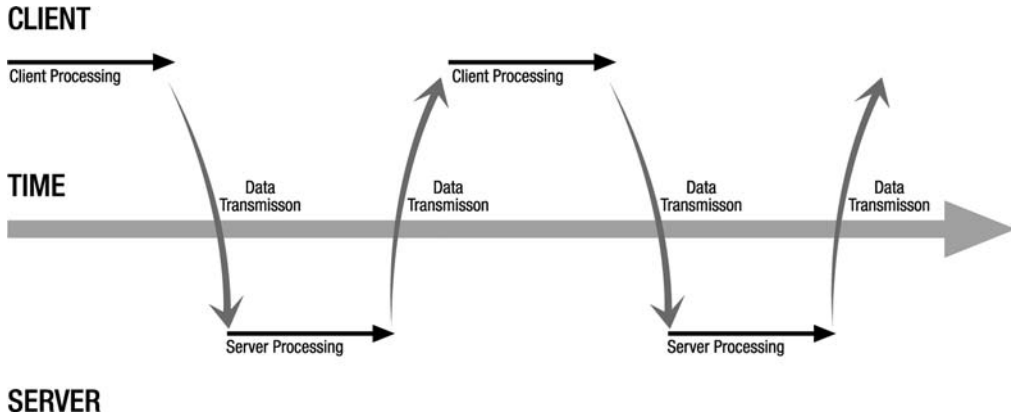 CLIENT
Client Processing
Client Processing
TIME
Data
Transmisson
Data
Transmisson
Data
Transmisson
Data
Transmisson
Server Processing
Server Processing
SERVER